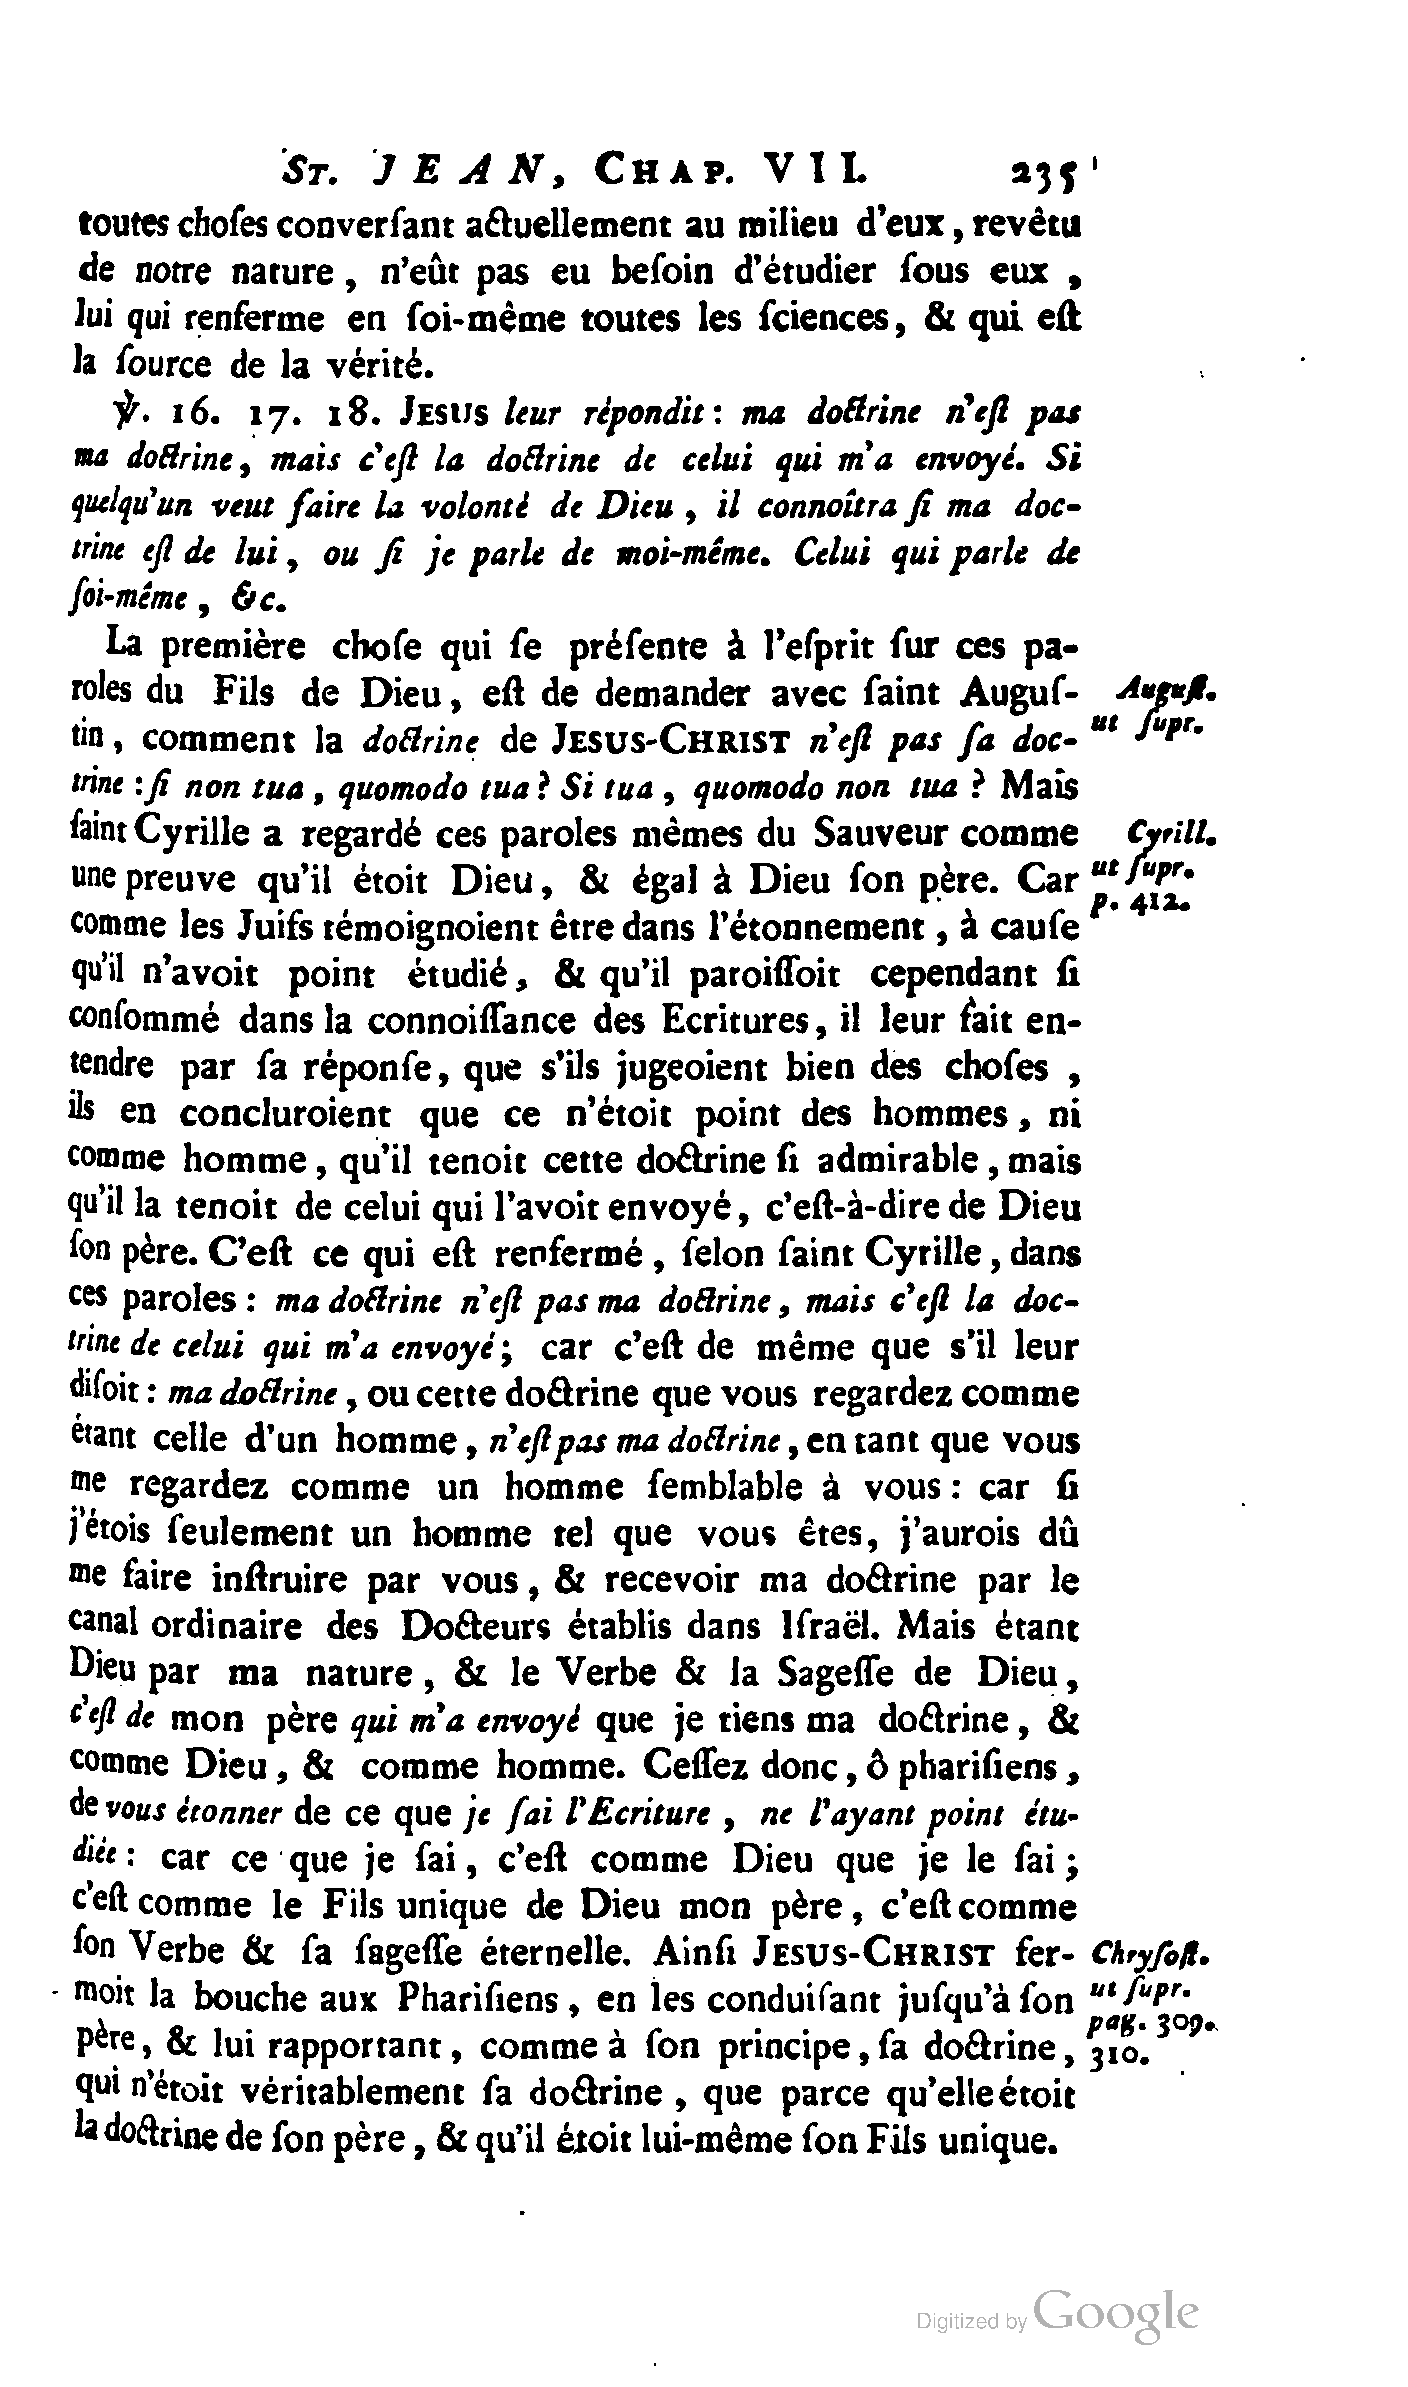 ST. JEAN, CHAP. VII. 235
toutes choſes converſant actuellement au milieu d'eux, revêtu
de notre nature, n'eût pas eu beſoin d'étudier ſous eux,
lui qui renferme en ſoi-même toutes les ſciences, & qui eſt
la ſource de la vérité.
℣. 16. 17. 18. JESUS leur répondit: ma doctrine n'eſt pas
ma doctrine, mais c'eſt la doctrine de celui qui m'a envoyé. Si
quelqu'un veut faire la volonté de Dieu, il connoîtra ſi ma doc-
trine eſt de lui, ou ſi je parle de moi-même. Celui qui parle de
ſoi-même, &c.
La première choſe qui ſe préſente à l'eſprit ſur ces pa-
roles du Fils de Dieu, eſt de demander avec ſaint Auguſ-
Auguſt.
tin, comment la doctrine de JESUS-CHRIST n'eſt pas ſa doc-
ut ſupr.
trine: ſi non tua, quomodo tua? Si tua, quomodo non tua? Mais
ſaint Cyrille a regardé ces paroles mêmes du Sauveur comme
Cyrill.
une preuve qu'il étoit Dieu, & égal à Dieu ſon père. Car
ut ſupr.
p. 412.
comme les Juifs témoignoient être dans l'étonnement, à cauſe
qu'il n'avoit point étudié, & qu'il paroiſſoit cependant ſi
conſommé dans la connoiſſance des Ecritures, il leur fait en-
tendre par ſa réponſe, que s'ils jugeoient bien des choſes,
ils en concluroient que ce n'étoit point des hommes, ni
comme homme, qu'il tenoit cette doctrine ſi admirable, mais
qu'il la tenoit de celui qui l'avoit envoyé, c'eſt-à-dire de Dieu
ſon père. C'eſt ce qui eſt renfermé, ſelon ſaint Cyrille, dans
ces paroles: ma doctrine n'eſt pas ma doctrine, mais c'eſt la doc-
trine de celui qui m'a envoyé; car c'eſt de même que s'il leur
diſoit: ma doctrine, ou cette doctrine que vous regardez comme
étant celle d'un homme, n'eſt pas ma doctrine, en tant que vous
me regardez comme un homme ſemblable à vous: car ſi
j'étois ſeulement un homme tel que vous êtes, j'aurois dû
me faire inſtruire par vous, & recevoir ma doctrine par le
canal ordinaire des Docteurs établis dans Iſraël. Mais étant
Dieu par ma nature, & le Verbe & la Sageſſe de Dieu,
c'eſt de mon père qui m'a envoyé que je tiens ma doctrine, &
comme Dieu, & comme homme. Ceſſez donc, ô phariſiens,
de vous étonner de ce que je ſai l'Ecriture, ne l'ayant point étu-
diée: car ce que je ſai, c'eſt comme Dieu que je le ſai;
c'eſt comme le Fils unique de Dieu mon père, c'eſt comme
ſon Verbe & ſa ſageſſe éternelle. Ainſi JESUS-CHRIST fer-
Chryſoſt.
moit la bouche aux Phariſiens, en les conduiſant juſqu'à ſon
ut ſupr.
pag. 309.
père, & lui rapportant, comme à ſon principe, ſa doctrine,
310.
qui n'étoit véritablement ſa doctrine, que parce qu'elle étoit
la doctrine de ſon père, & qu'il étoit lui-même ſon Fils unique.
Digitized by Google